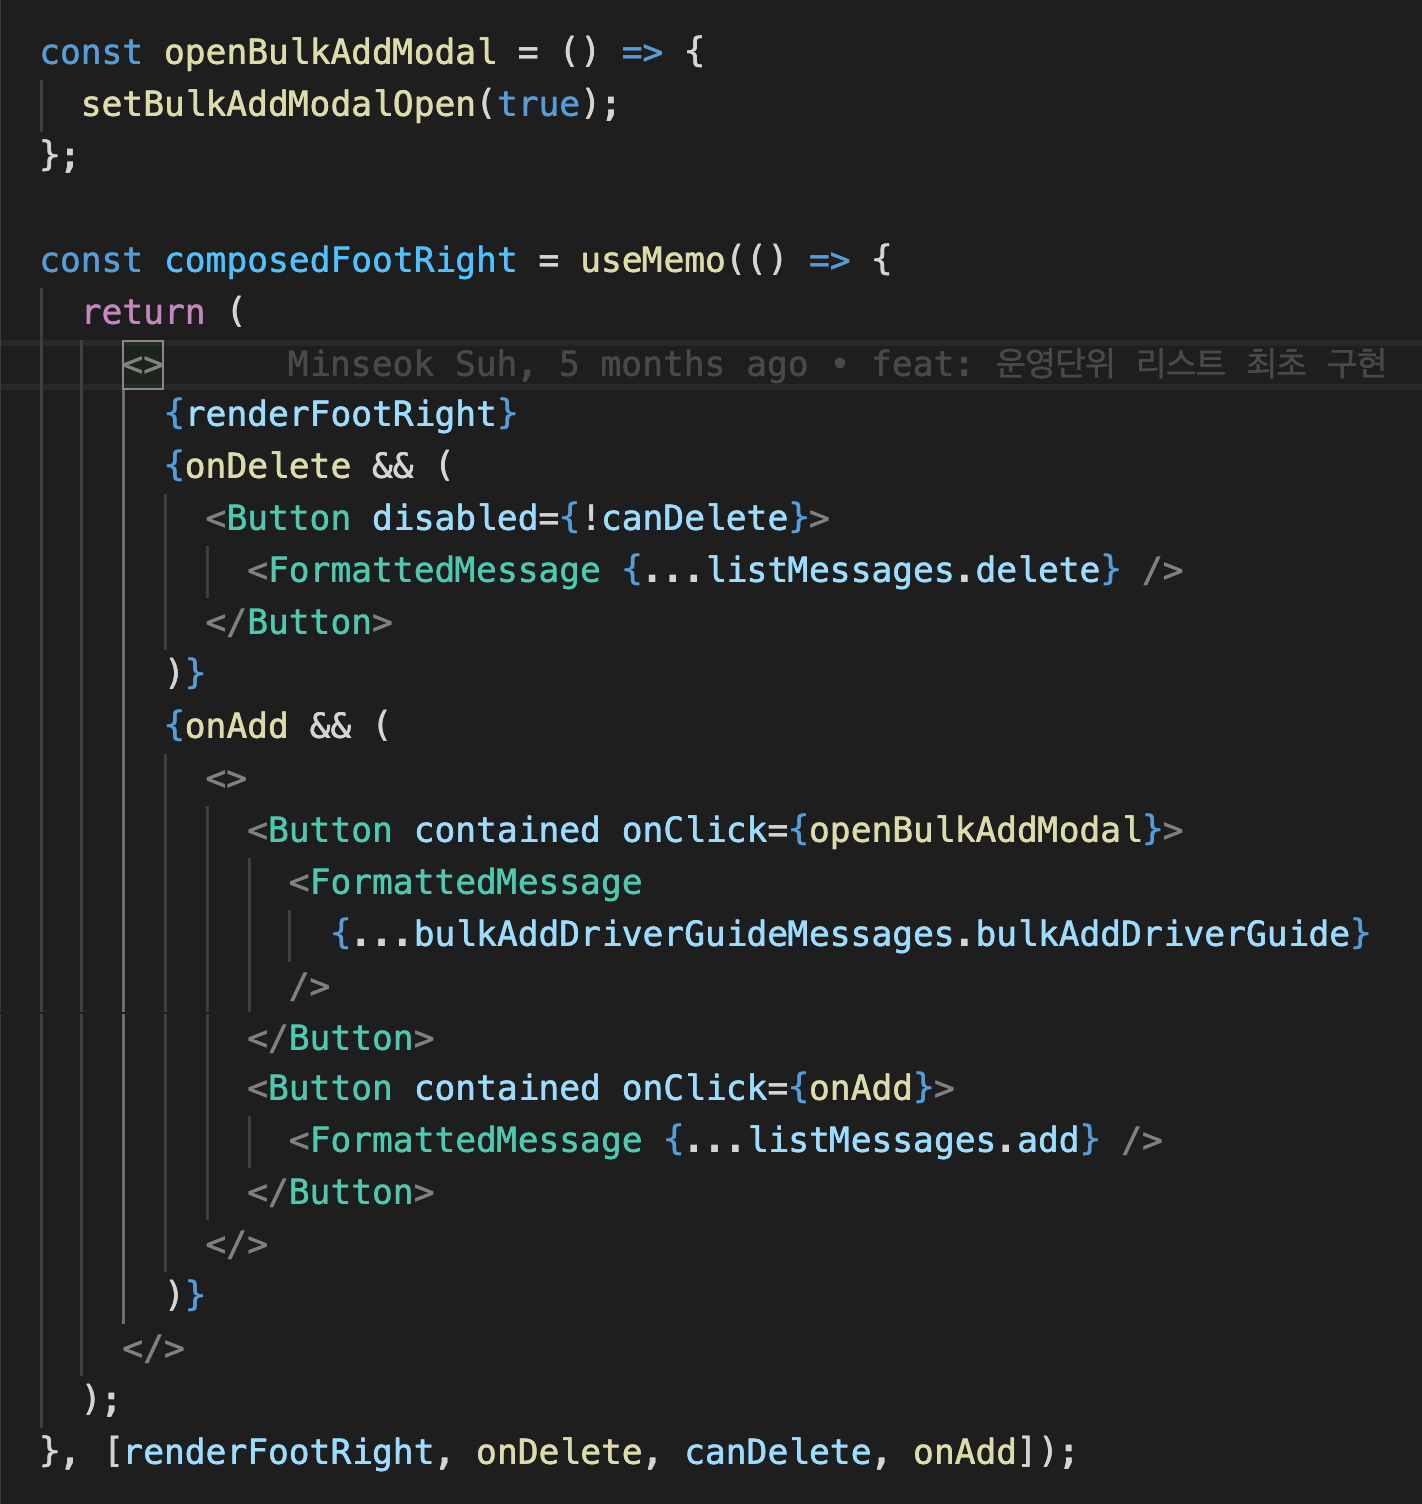 const openBulkAddModal = () => {
  setBulkAddModalOpen(true);
};

const composedFootRight = useMemo(() => {
  return (
    <>      Minseok Suh, 5 months ago • feat: 운영단위 리스트 최초 구현
      {renderFootRight}
      {onDelete && (
        <Button disabled={!canDelete}>
          <FormattedMessage {...listMessages.delete} />
        </Button>
      )}
      {onAdd && (
        <>
          <Button contained onClick={openBulkAddModal}>
            <FormattedMessage
              {...bulkAddDriverGuideMessages.bulkAddDriverGuide}
            />
          </Button>
          <Button contained onClick={onAdd}>
            <FormattedMessage {...listMessages.add} />
          </Button>
        </>
      )}
    </>
  );
}, [renderFootRight, onDelete, canDelete, onAdd]);